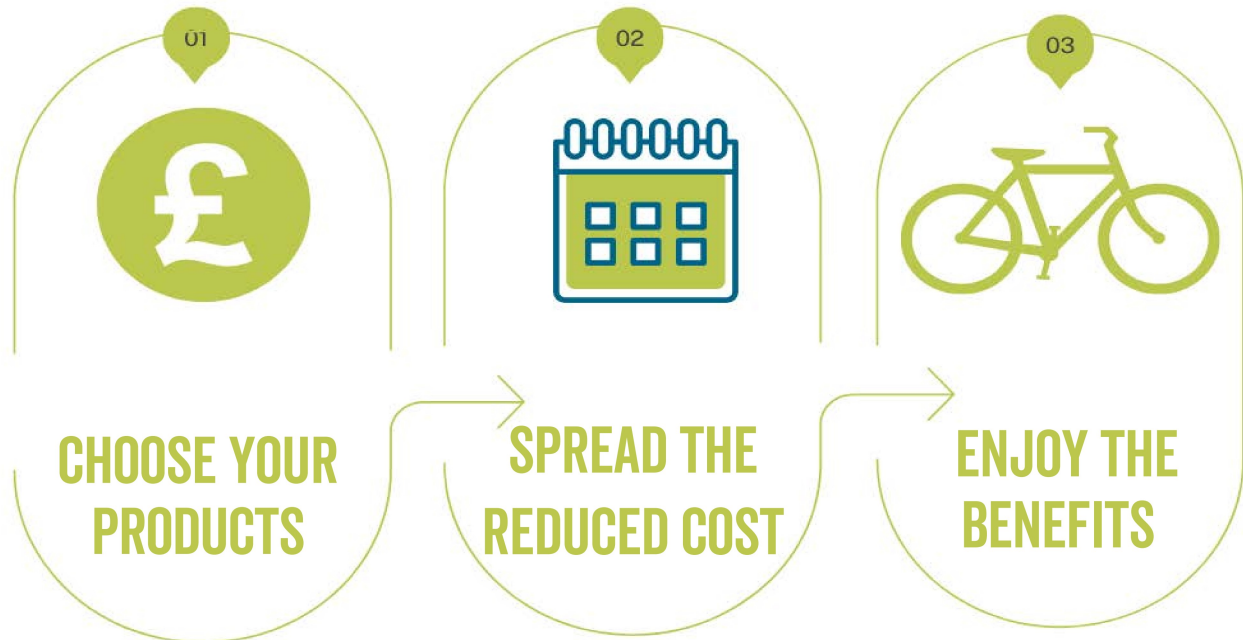 01
£
CHOOSE YOUR
PRODUCTS
02
SPREAD THE
REDUCED COST
03
ENJOY THE
BENEFITS